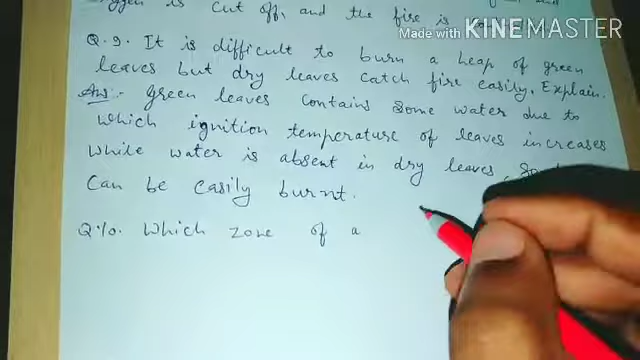 is cut off, and the fire is
Made with KINEMASTER
Q.9. It is difficult to burn a heap of green
leaves but dry leaves catch fire easily. Explain.
Ans:- Green leaves contains some water due to
which ignition temperature of leaves increases
while water is absent in dry leaves
can be easily burnt.
Q.10. Which zone of a